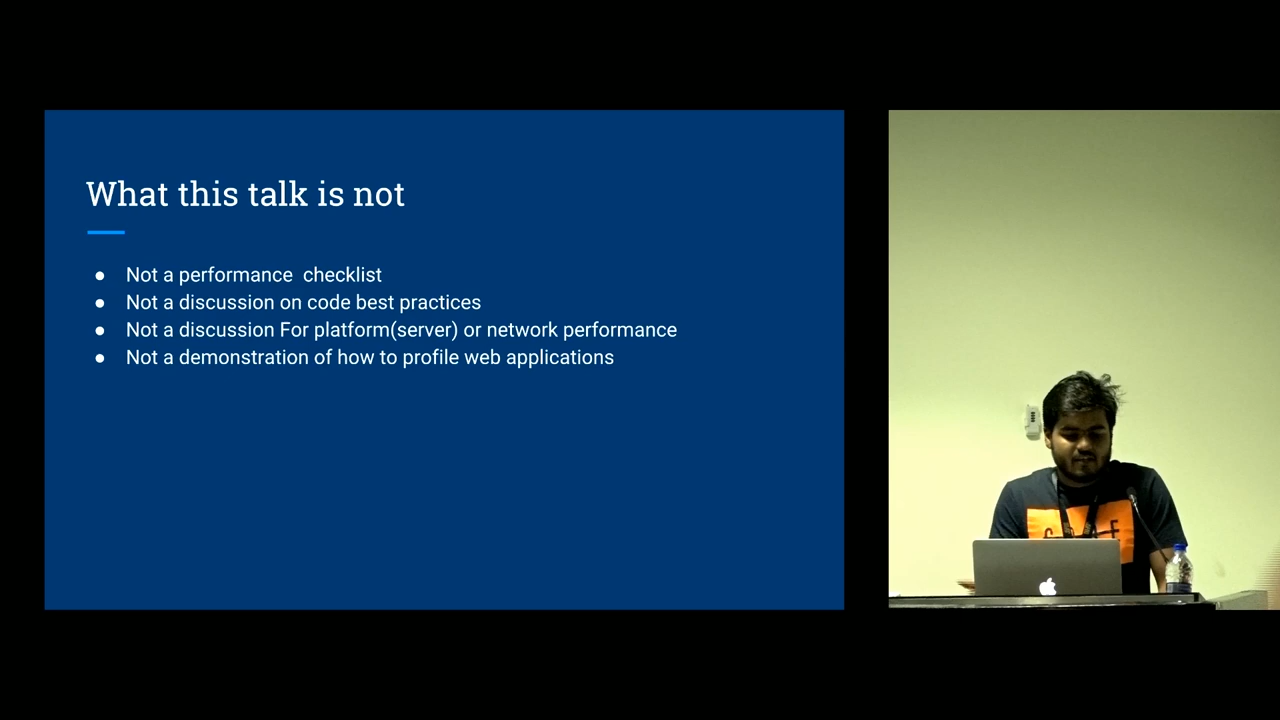 What this talk is not
● Not a performance  checklist
● Not a discussion on code best practices
● Not a discussion For platform(server) or network performance
● Not a demonstration of how to profile web applications